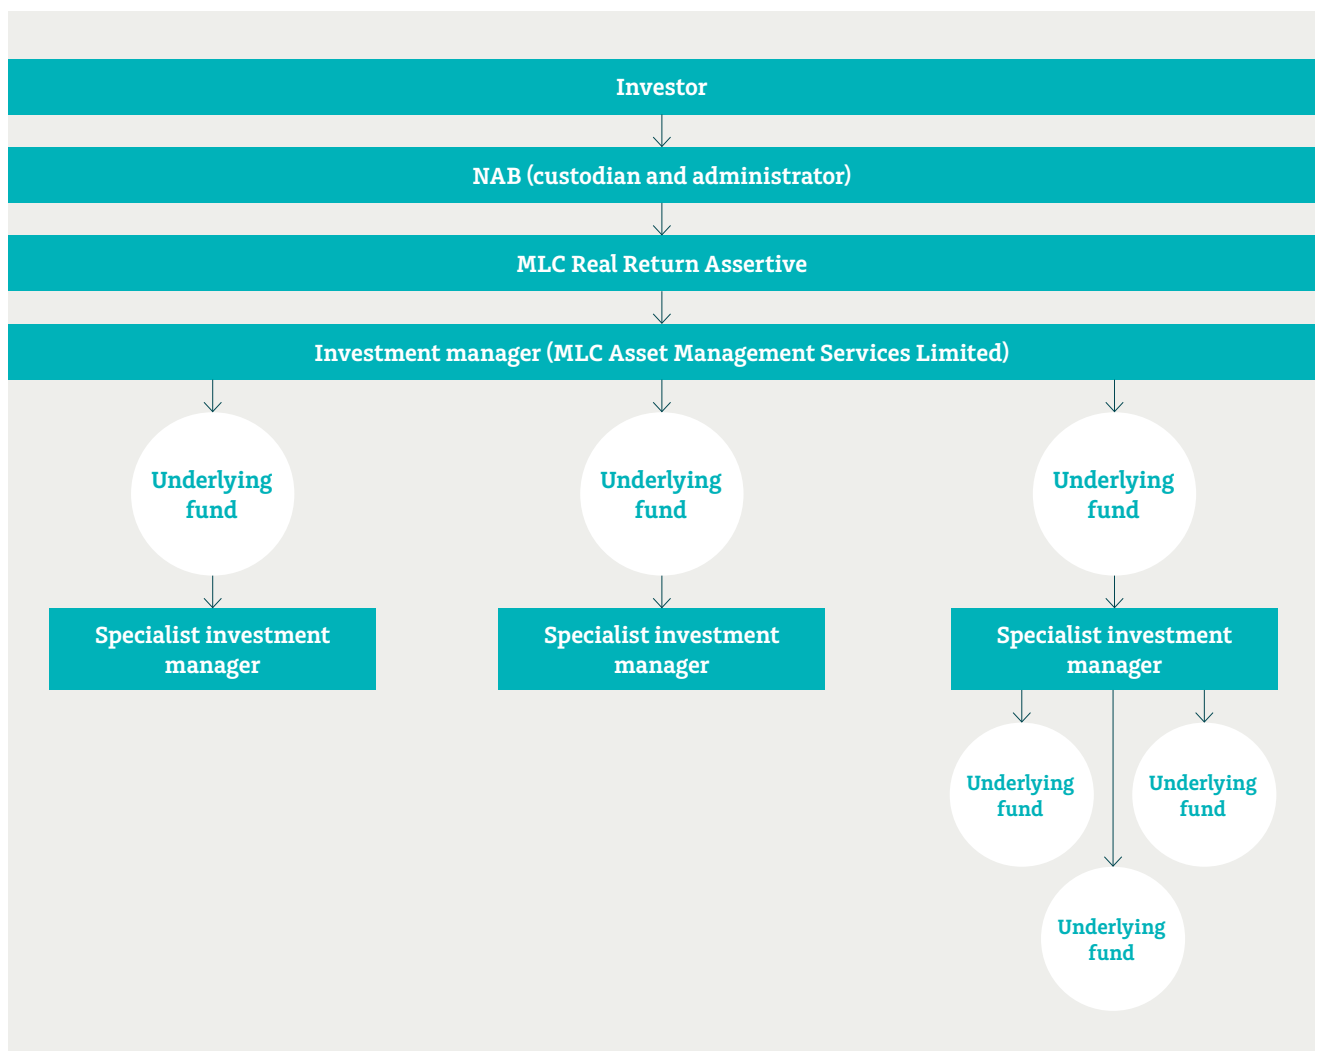 Investor
NAB (custodian and administrator)
MLC Real Return Assertive
Investment manager (MLC Asset Management Services Limited)
Underlying
fund
Underlying
fund
Underlying
fund
Specialist investment
manager
Specialist investment
manager
Specialist investment
manager
Underlying
fund
Underlying
fund
Underlying
fund